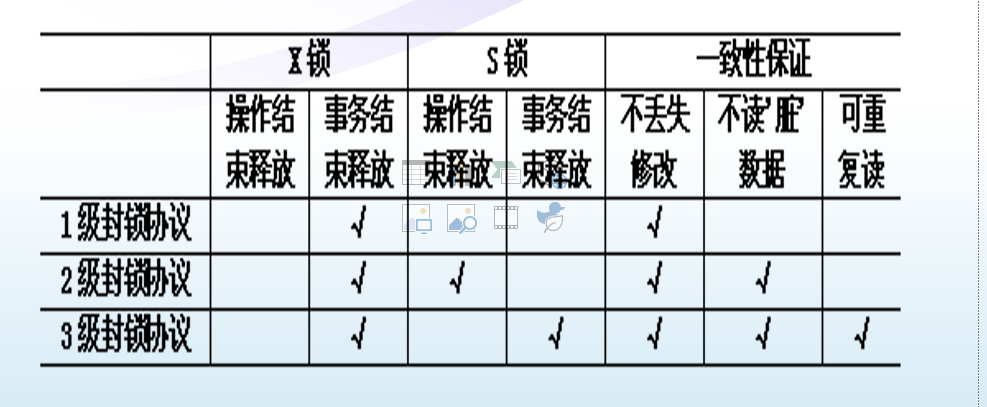 X锁 S锁 一致性保证
操作结 事务结 操作结 事务结 不丢失 不读’脏’ 可重
束释放 束释放 束释放 束释放 修改 数据 复读
1级封锁协议 √ √
2级封锁协议 √ √ √ √
3级封锁协议 √ √ √ √ √